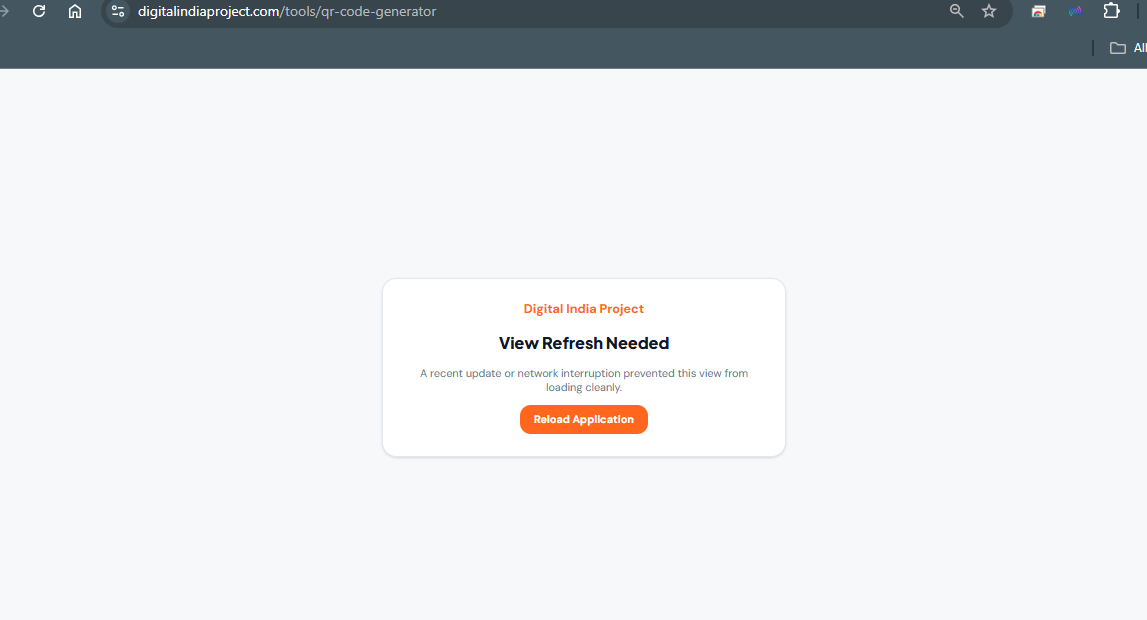 digitalindiaproject.com/tools/qr-code-generator
Digital India Project
View Refresh Needed
A recent update or network interruption prevented this view from
loading cleanly.
Reload Application